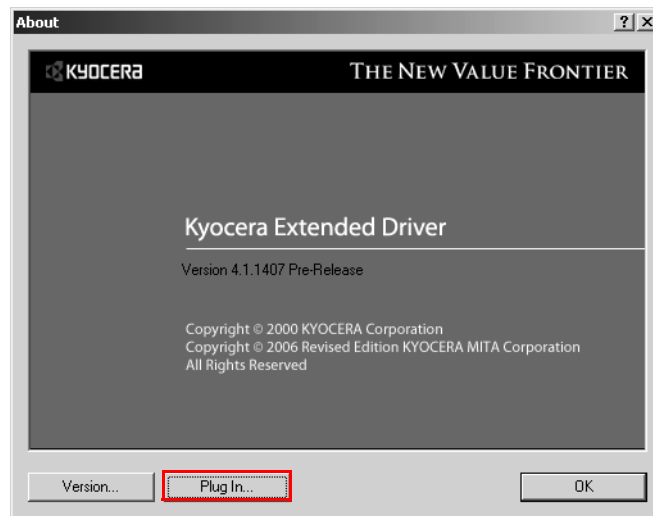 About
KYOCERA
THE NEW VALUE FRONTIER
Kyocera Extended Driver
Version 4.1.1407 Pre-Release
Copyright © 2000 KYOCERA Corporation
Copyright © 2006 Revised Edition KYOCERA MITA Corporation
All Rights Reserved
Version...
Plug In...
OK